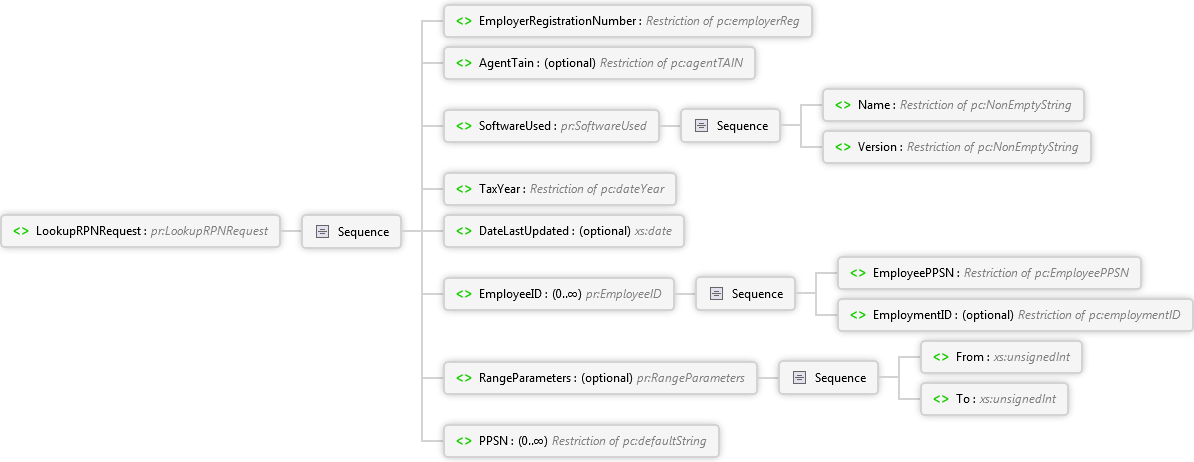 <> EmployerRegistrationNumber : Restriction of pc:employerReg
<> AgentTain : (optional) Restriction of pc:agentTAIN
<> SoftwareUsed : pr:SoftwareUsed
Sequence
<> Name : Restriction of pc:NonEmptyString
<> Version : Restriction of pc:NonEmptyString
<> TaxYear : Restriction of pc:dateYear
<> LookupRPNRequest : pr:LookupRPNRequest
Sequence
<> DateLastUpdated : (optional) xs:date
<> EmployeeID : (0..∞) pr:EmployeeID
Sequence
<> EmployeePPSN : Restriction of pc:EmployeePPSN
<> EmploymentID : (optional) Restriction of pc:employmentID
<> RangeParameters : (optional) pr:RangeParameters
Sequence
<> From : xs:unsignedInt
<> To : xs:unsignedInt
<> PPSN : (0..∞) Restriction of pc:defaultString